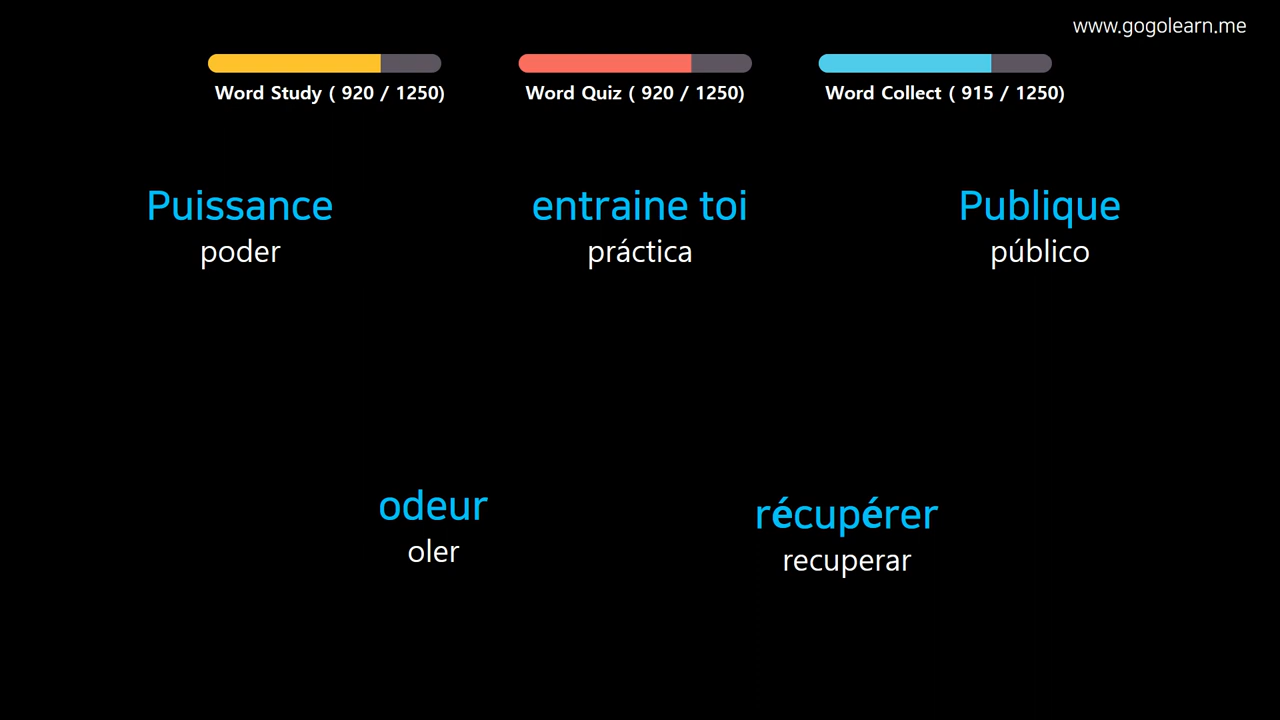 www.gogolearn.me
Word Study ( 920 / 1250)
Word Quiz ( 920 / 1250)
Word Collect ( 915 / 1250)
Puissance
poder
entraine toi
práctica
Publique
público
odeur
oler
récupérer
recuperar